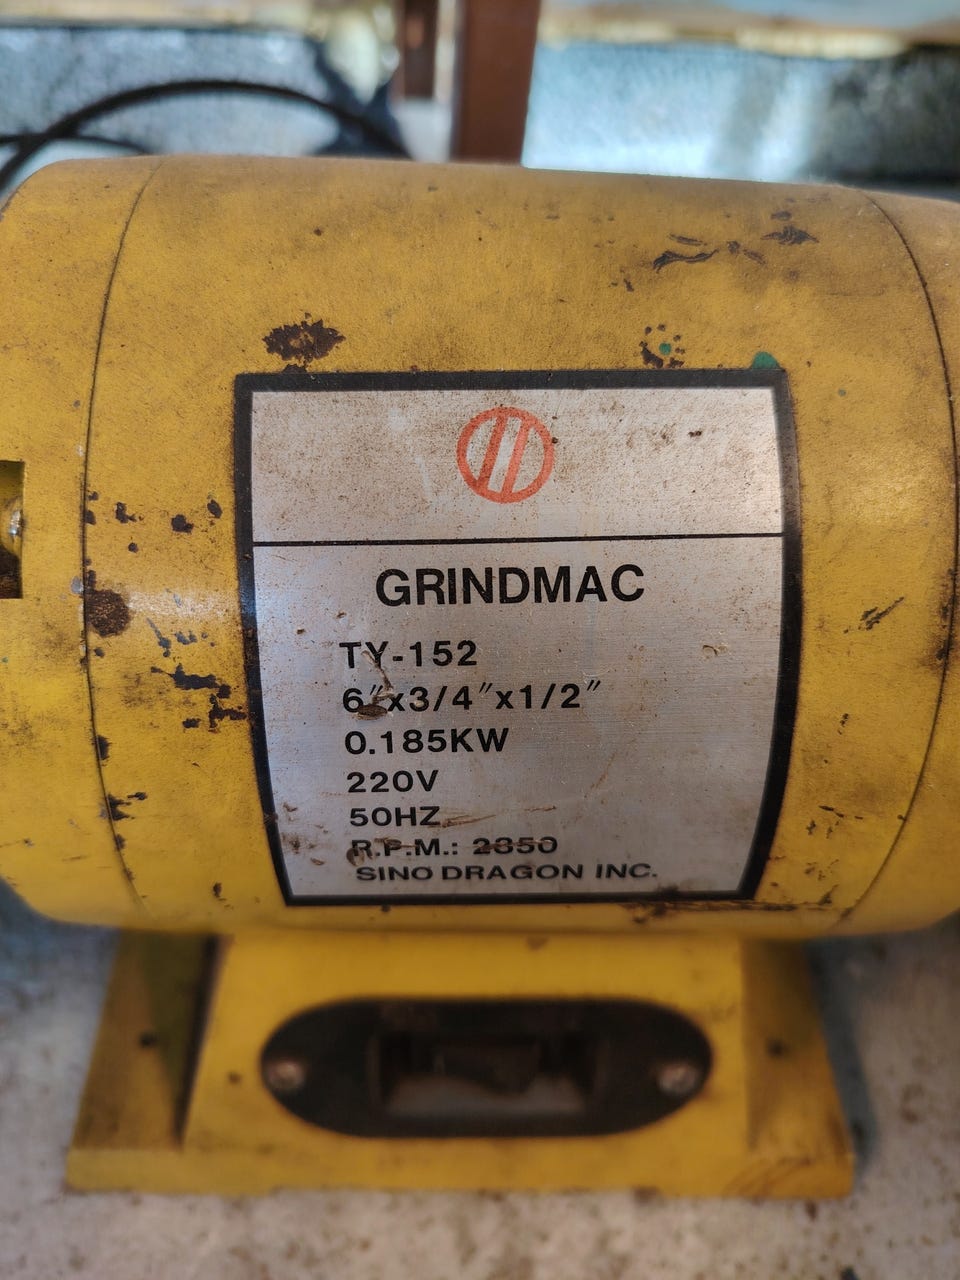 GRINDMAC
TY-152
6"x3/4"x1/2"
0.185KW
220V
50HZ
R.P.M.: 2850
SINO DRAGON INC.